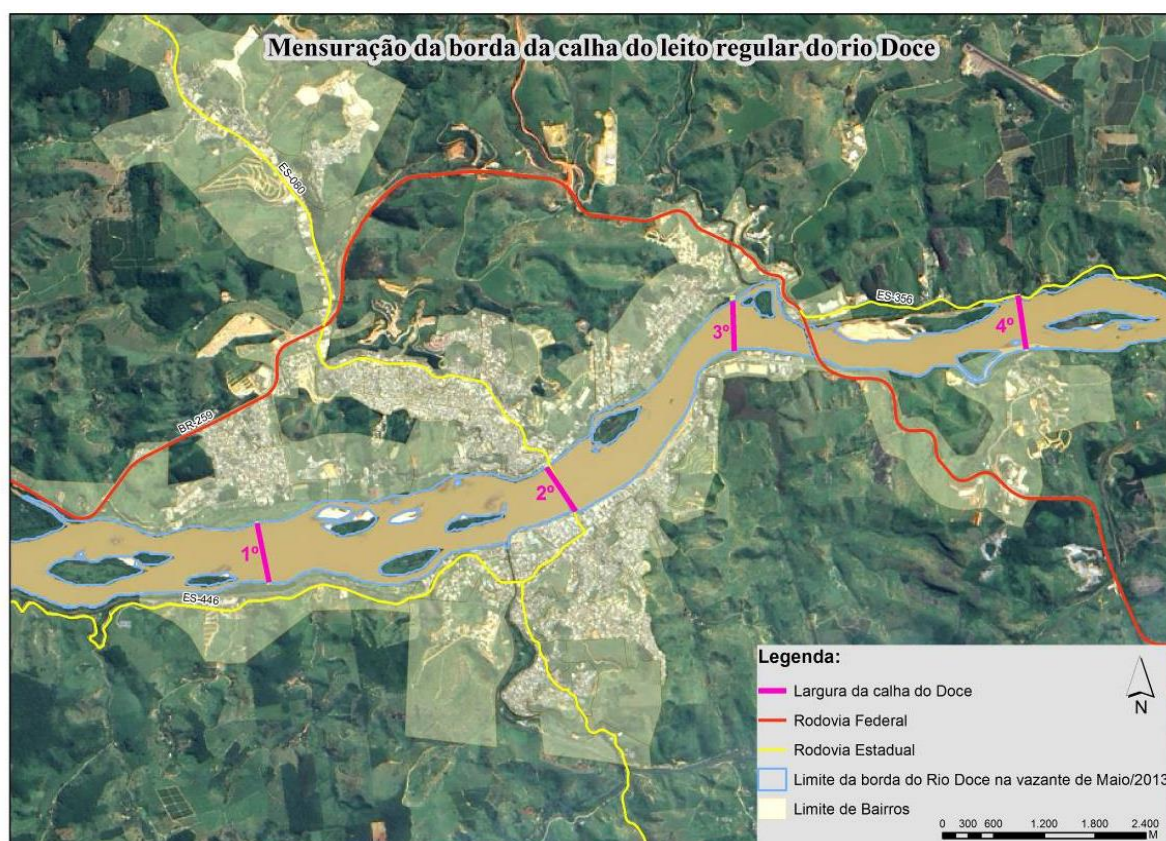 Mensuração da borda da calha do leito regular do rio Doce
ES-080
ES-356
3º
4º
BR-259
2º
1º
ES-446
Legenda:
Largura da calha do Doce
Rodovia Federal
Rodovia Estadual
Limite da borda do Rio Doce na vazante de Maio/2013
Limite de Bairros
N
0 300 600 1.200 1.800 2.400
M